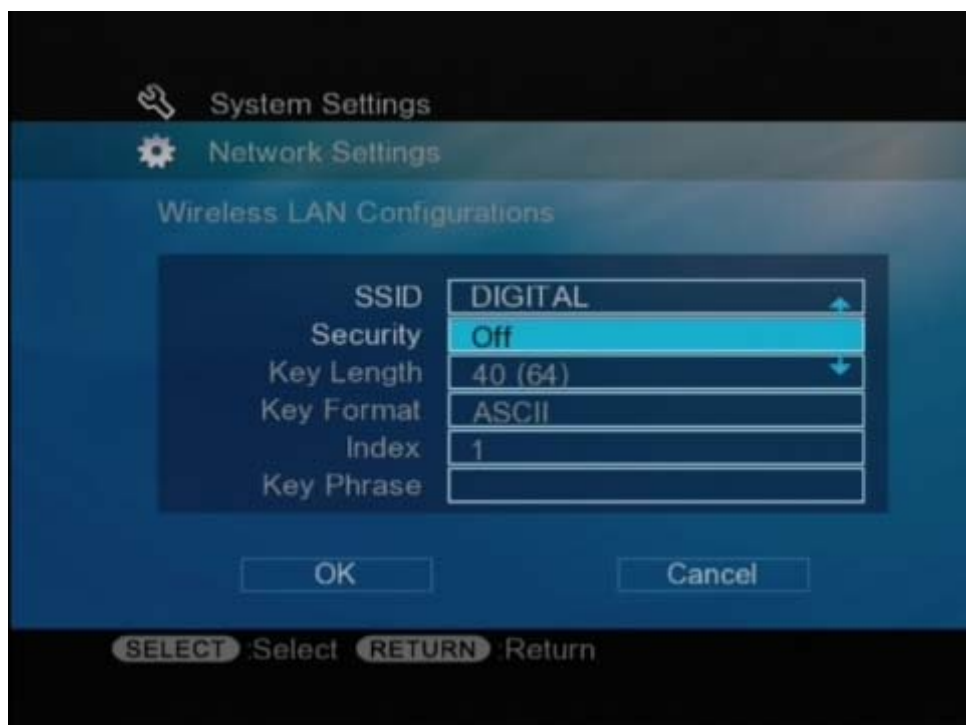 System Settings
Network Settings
Wireless LAN Configurations
SSID DIGITAL
Security Off
Key Length 40 (64)
Key Format ASCII
Index 1
Key Phrase
OK Cancel
SELECT :Select RETURN :Return